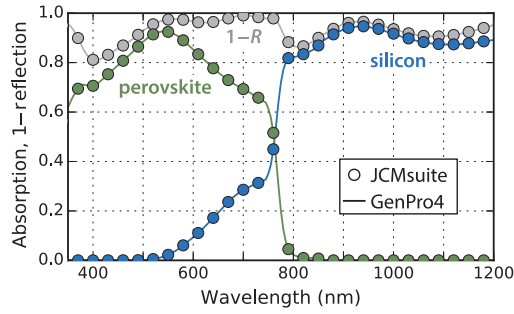 Absorption, 1−reflection
1.0
0.8
0.6
0.4
0.2
0.0
1−R
perovskite
silicon
JCMsuite
GenPro4
400
600
800
1000
1200
Wavelength (nm)